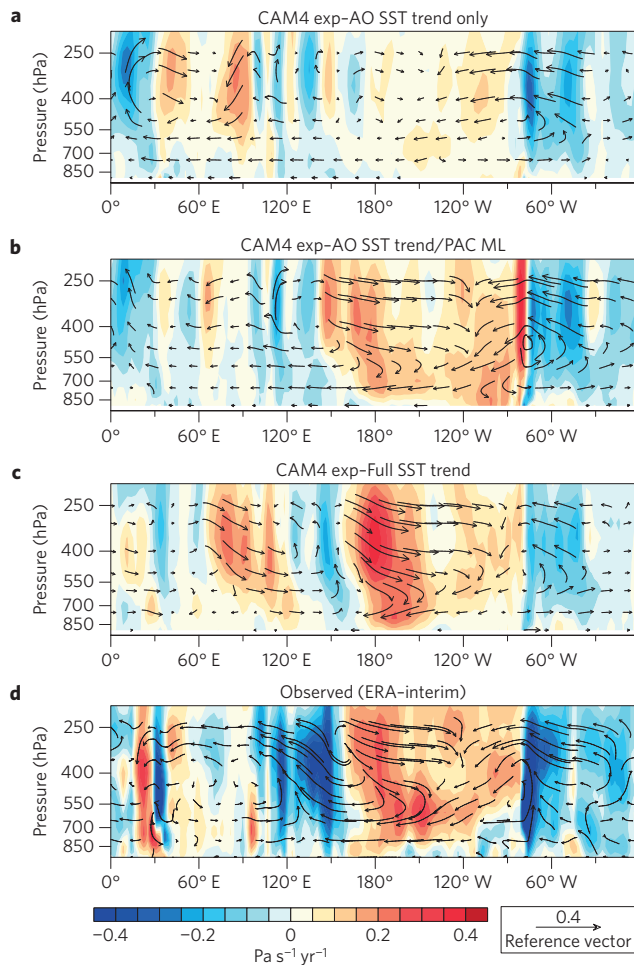 a
CAM4 exp–AO SST trend only
Pressure (hPa)
250
400
550
700
850
0° 60° E 120° E 180° 120° W 60° W
b
CAM4 exp–AO SST trend/PAC ML
Pressure (hPa)
250
400
550
700
850
0° 60° E 120° E 180° 120° W 60° W
c
CAM4 exp–Full SST trend
Pressure (hPa)
250
400
550
700
850
0° 60° E 120° E 180° 120° W 60° W
d
Observed (ERA–interim)
Pressure (hPa)
250
400
550
700
850
0° 60° E 120° E 180° 120° W 60° W
−0.4 −0.2 0 0.2 0.4
Pa s⁻¹ yr⁻¹
0.4
Reference vector